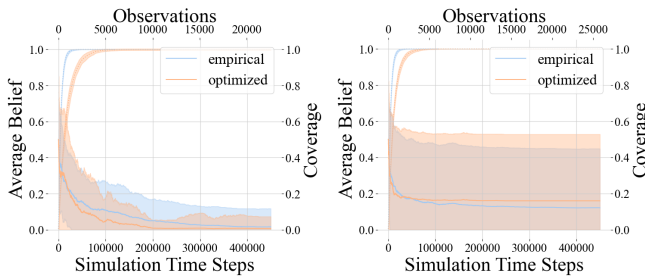 Observations
0 5000 10000 15000 20000
1.0 1.0
empirical
0.8 optimized 0.8
0.6 0.6
0.4 0.4
0.2 0.2
0.0 0.0
Average Belief
Coverage
0 100000 200000 300000 400000
Simulation Time Steps
Observations
0 5000 10000 15000 20000 25000
1.0 1.0
empirical
0.8 optimized 0.8
0.6 0.6
0.4 0.4
0.2 0.2
0.0 0.0
Average Belief
Coverage
0 100000 200000 300000 400000
Simulation Time Steps